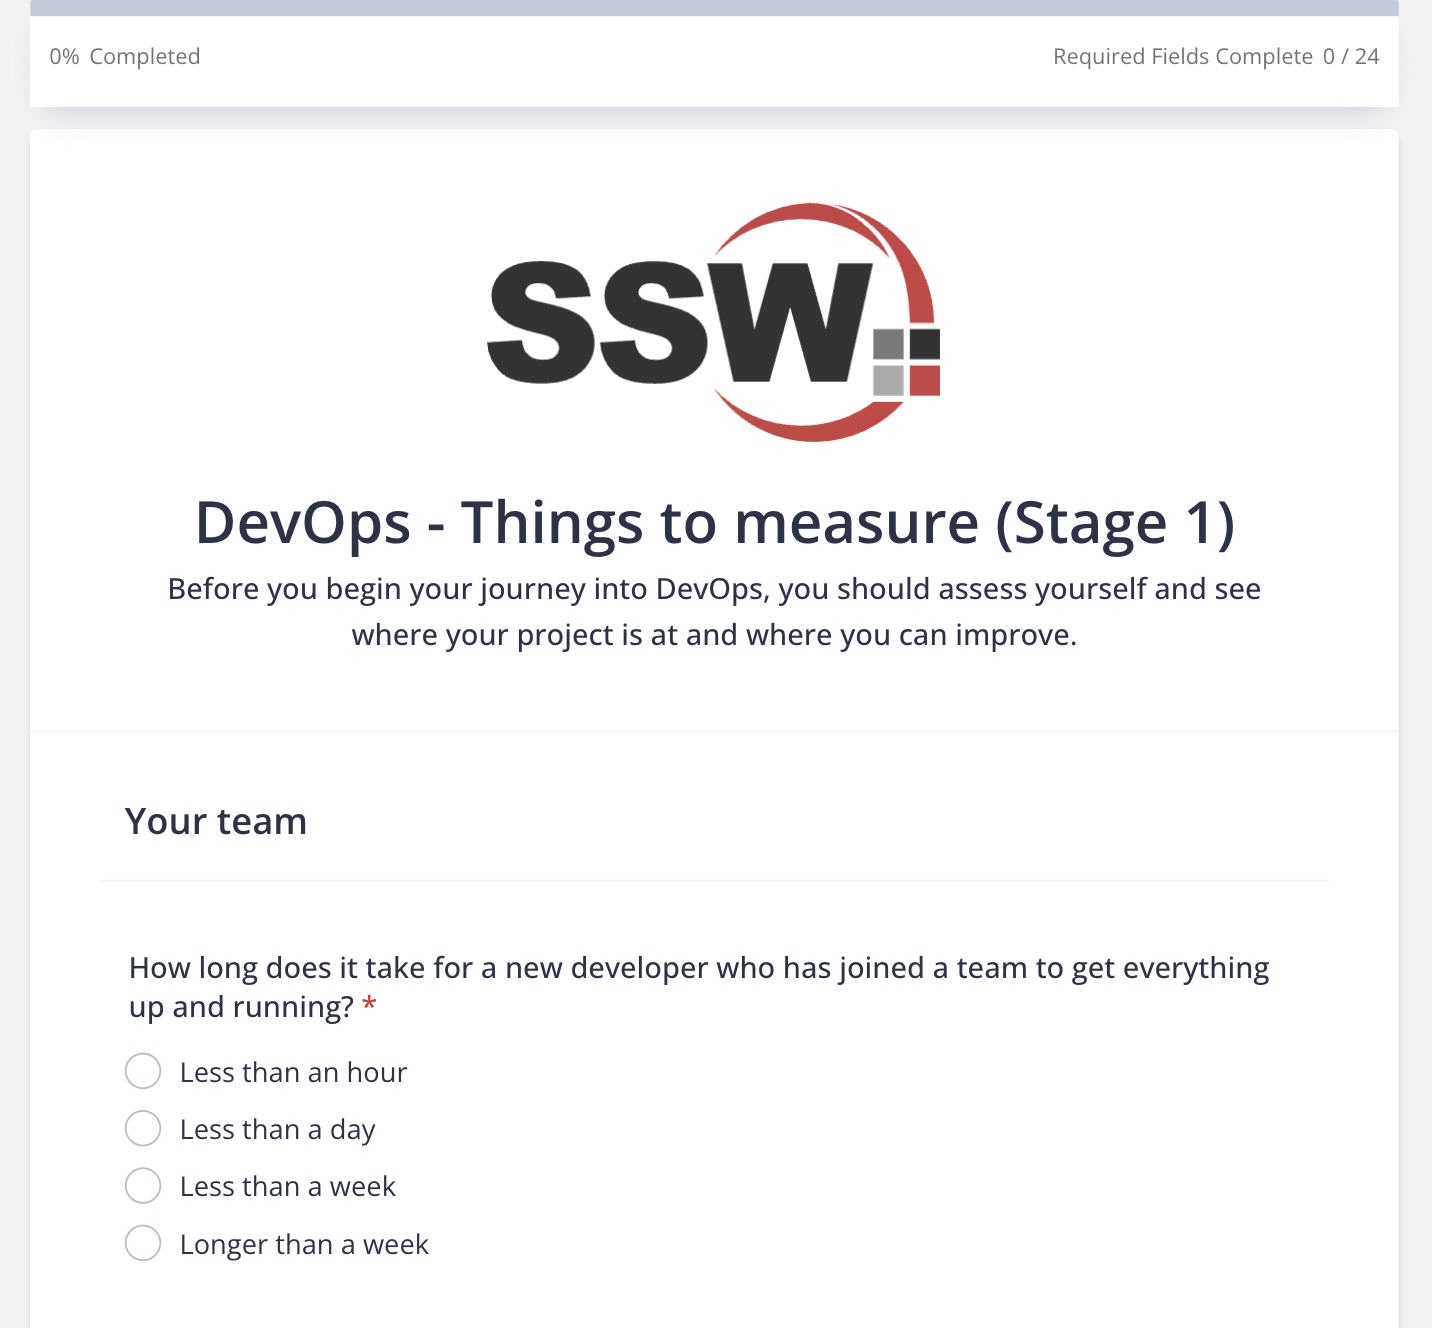 0% Completed
Required Fields Complete 0 / 24
SSW
DevOps - Things to measure (Stage 1)
Before you begin your journey into DevOps, you should assess yourself and see
where your project is at and where you can improve.
Your team
How long does it take for a new developer who has joined a team to get everything
up and running? *
Less than an hour
Less than a day
Less than a week
Longer than a week